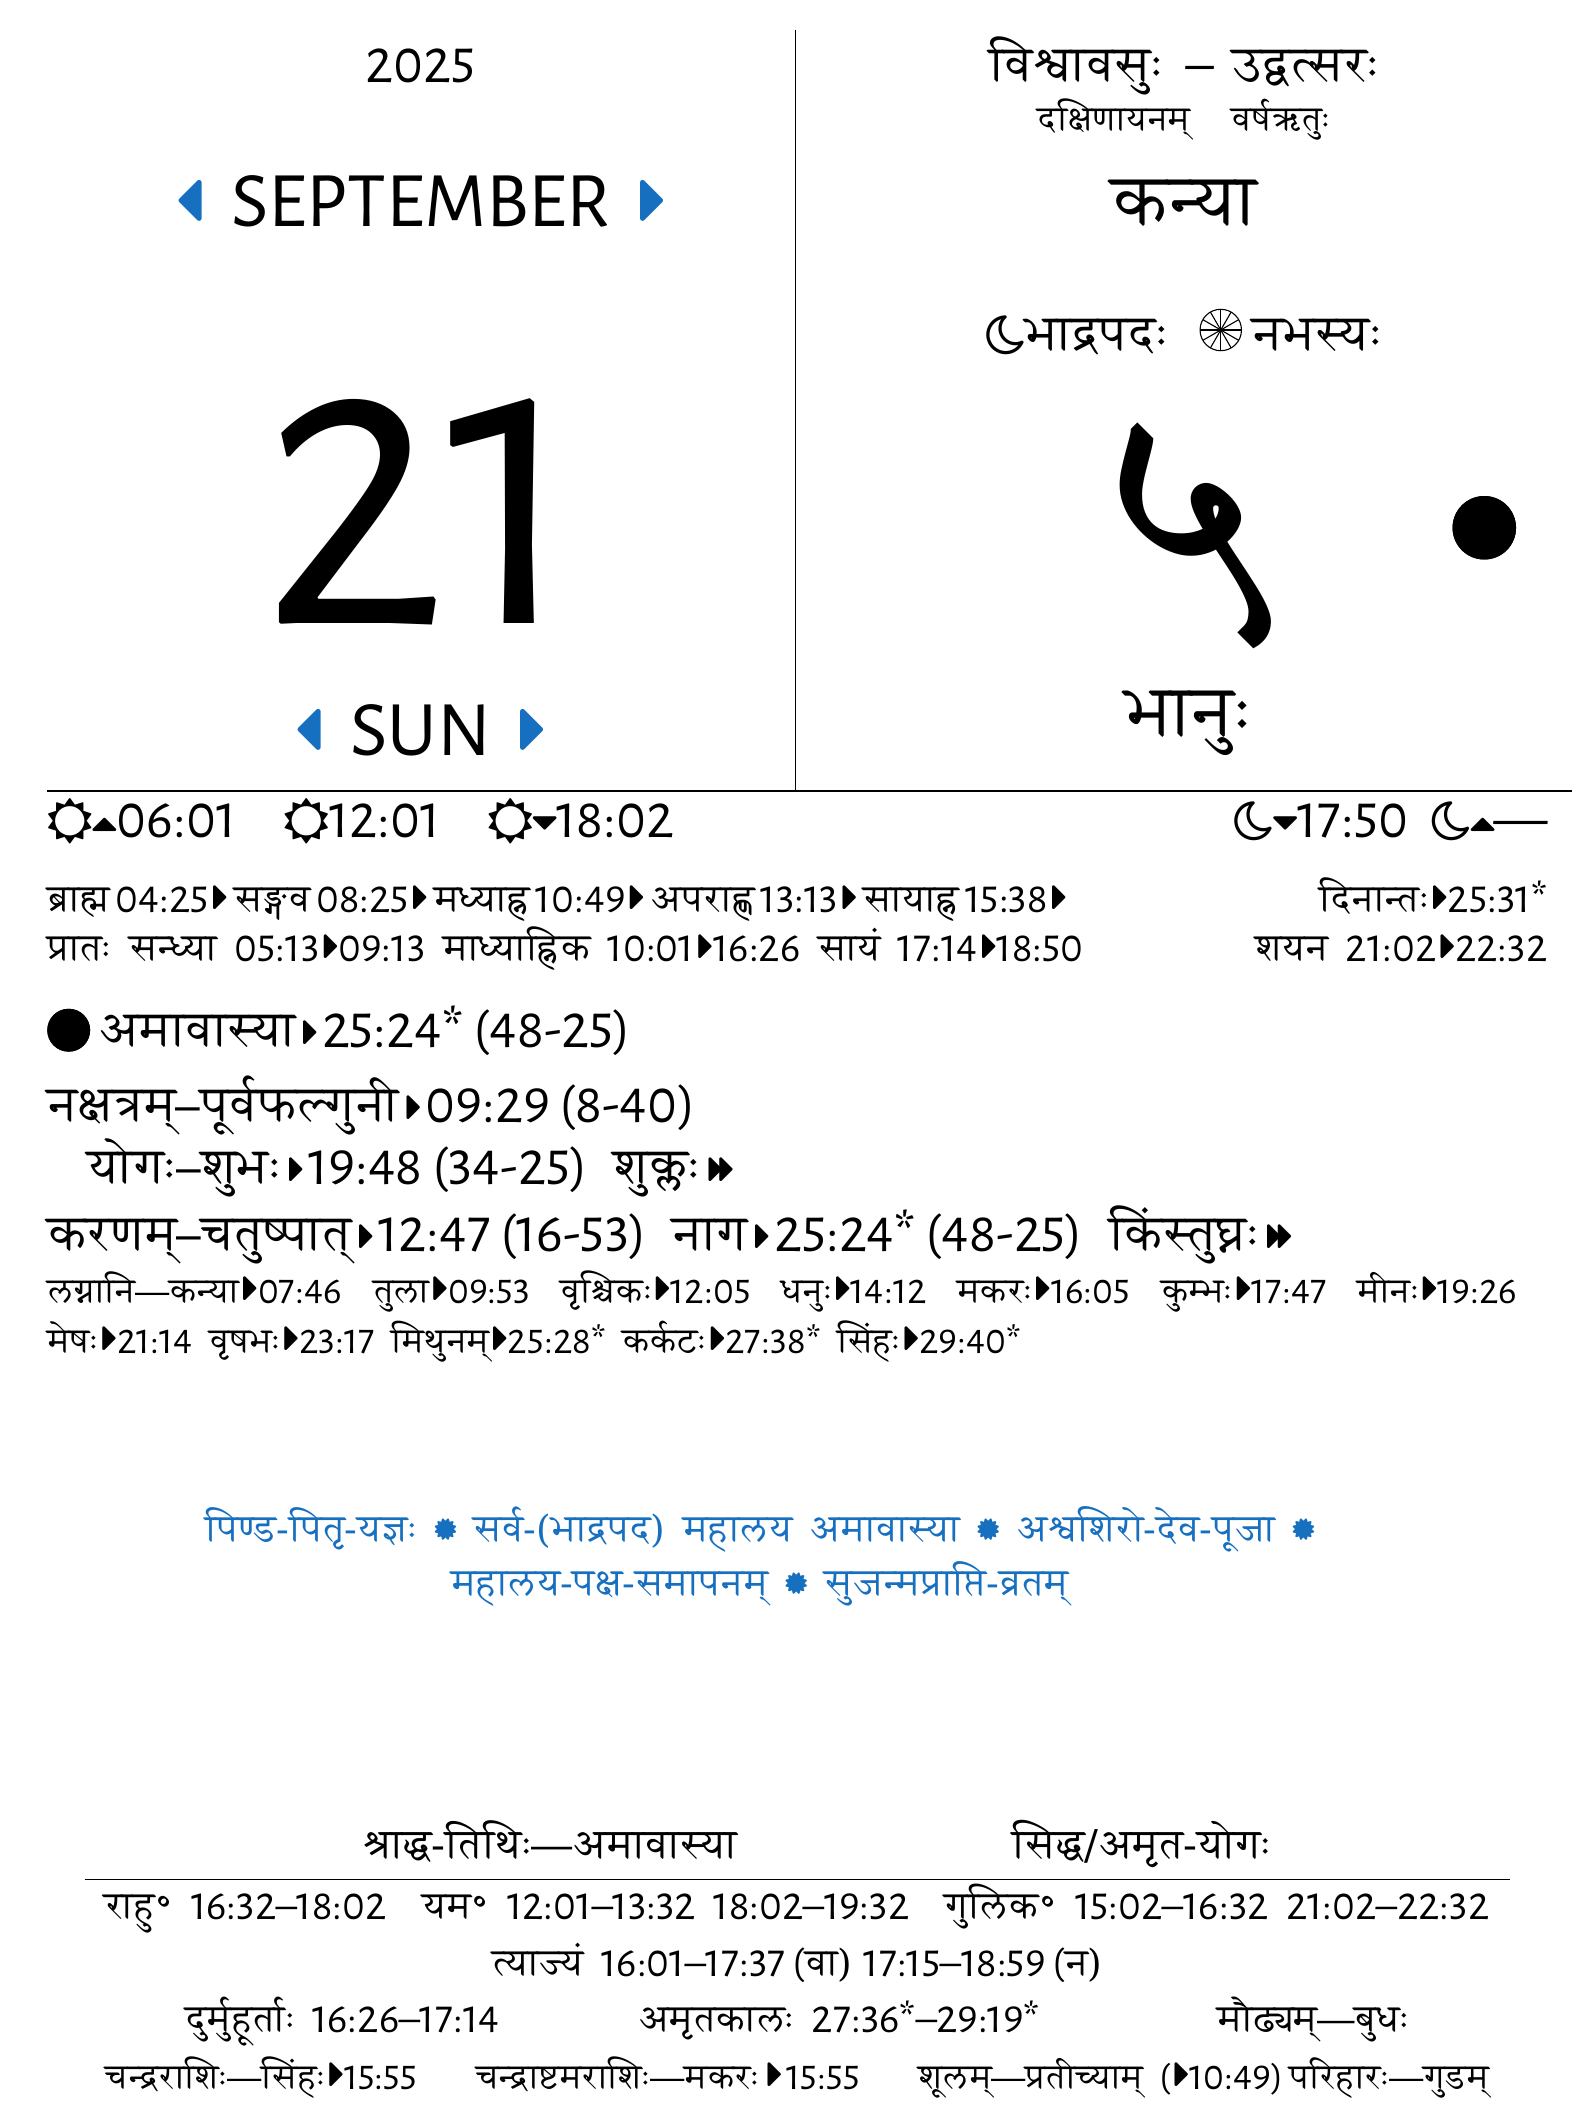 2025
◀ SEPTEMBER ▶
21
◀ SUN ▶
विश्वावसुः – उद्वत्सरः
दक्षिणायनम् वर्षऋतुः
कन्या
भाद्रपदः नभस्यः
५
भानुः
06:01 12:01 18:02 17:50 —
ब्राह्म 04:25 सङ्गव 08:25 मध्याह्न 10:49 अपराह्ण 13:13 सायाह्न 15:38 दिनान्तः 25:31*
प्रातः सन्ध्या 05:13 09:13 माध्याह्निक 10:01 16:26 सायं 17:14 18:50 शयन 21:02 22:32
अमावास्या 25:24* (48-25)
नक्षत्रम्–पूर्वफल्गुनी 09:29 (8-40)
योगः–शुभः 19:48 (34-25) शुक्लः
करणम्–चतुष्पात् 12:47 (16-53) नाग 25:24* (48-25) किंस्तुघ्नः
लग्नानि—कन्या 07:46 तुला 09:53 वृश्चिकः 12:05 धनुः 14:12 मकरः 16:05 कुम्भः 17:47 मीनः 19:26
मेषः 21:14 वृषभः 23:17 मिथुनम् 25:28* कर्कटः 27:38* सिंहः 29:40*
पिण्ड-पितृ-यज्ञः ✹ सर्व-(भाद्रपद) महालय अमावास्या ✹ अश्वशिरो-देव-पूजा ✹
महालय-पक्ष-समापनम् ✹ सुजन्मप्राप्ति-व्रतम्
श्राद्ध-तिथिः—अमावास्या सिद्ध/अमृत-योगः
राहु॰ 16:32–18:02 यम॰ 12:01–13:32 18:02–19:32 गुलिक॰ 15:02–16:32 21:02–22:32
त्याज्यं 16:01–17:37 (वा) 17:15–18:59 (न)
दुर्मुहूर्ताः 16:26–17:14 अमृतकालः 27:36*–29:19* मौढ्यम्—बुधः
चन्द्रराशिः—सिंहः 15:55 चन्द्राष्टमराशिः—मकरः 15:55 शूलम्—प्रतीच्याम् ( 10:49) परिहारः—गुडम्